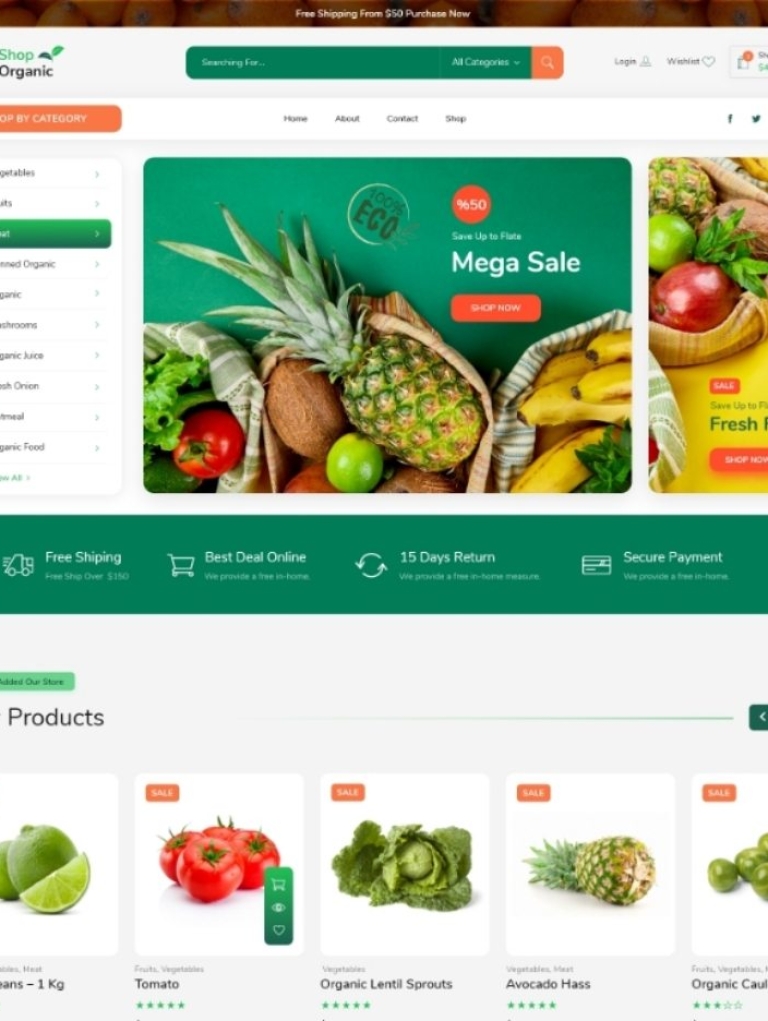 Free Shipping From $50 Purchase Now
Shop
Organic
Searching For...
All Categories
Login
Wishlist
OP BY CATEGORY
Home
About
Contact
Shop
getables
uits
eat
nned Organic
ganic
ushrooms
ganic Juice
esh Onion
tmeal
ganic Food
ew All
100%
ECO
%50
Save Up to Flate
Mega Sale
SHOP NOW
SALE
Save Up to Fla
Fresh F
SHOP NOW
Free Shiping
Free Ship Over $150
Best Deal Online
We provide a free in-home.
15 Days Return
We provide a free in-home measure.
Secure Payment
We provide a free in-home.
Added Our Store
Products
SALE
SALE
SALE
SALE
bles, Meat
eans – 1 Kg
Fruits, Vegetables
Tomato
Vegetables
Organic Lentil Sprouts
Vegetables, Meat
Avocado Hass
Fruits, Vegetables, M
Organic Caul